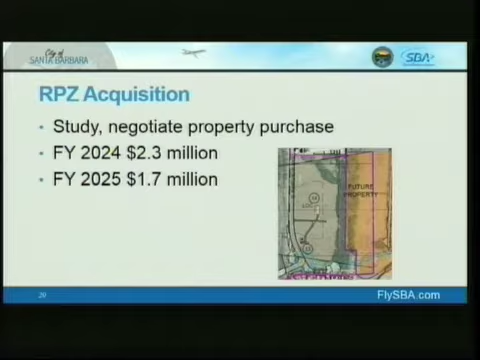 City of
SANTA BARBARA
SBA
RPZ Acquisition
• Study, negotiate property purchase
• FY 2024 $2.3 million
• FY 2025 $1.7 million
FUTURE
PROPERTY
20
FlySBA.com